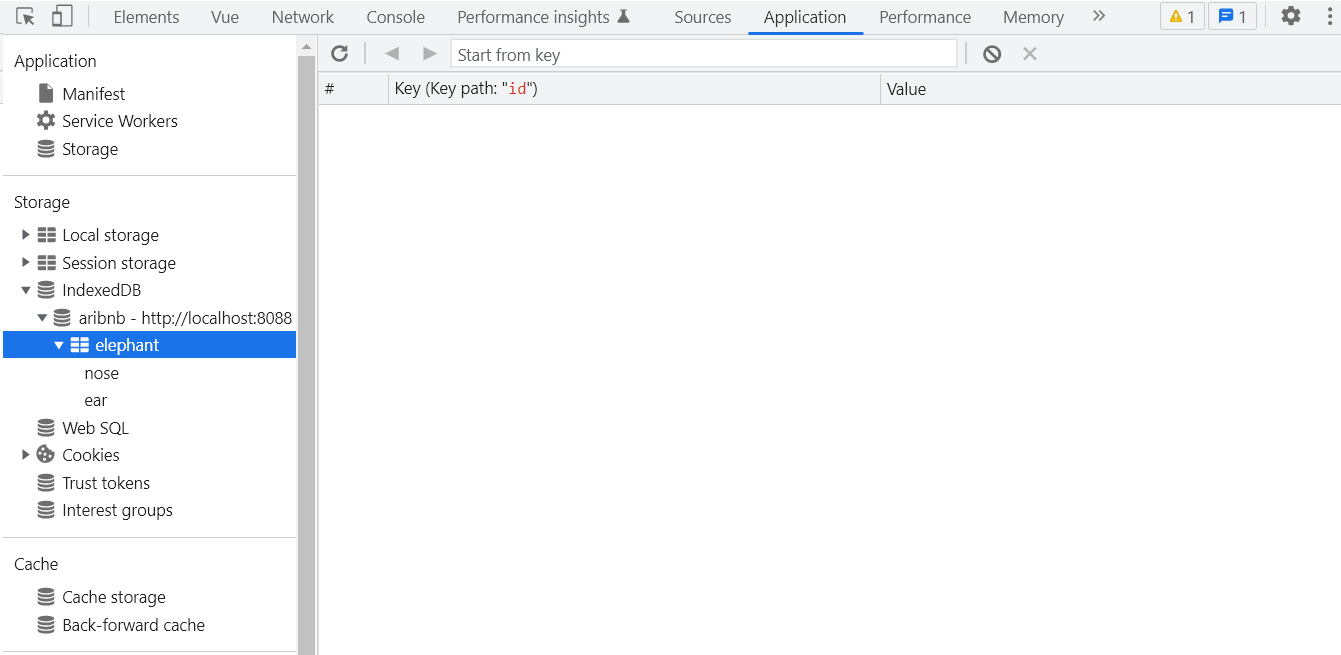 Elements Vue Network Console Performance insights Sources Application Performance Memory 1 1
Application
Manifest
Service Workers
Storage
Storage
Local storage
Session storage
IndexedDB
aribnb - http://localhost:8088
elephant
nose
ear
Web SQL
Cookies
Trust tokens
Interest groups
Cache
Cache storage
Back-forward cache
Start from key
# Key (Key path: "id") Value